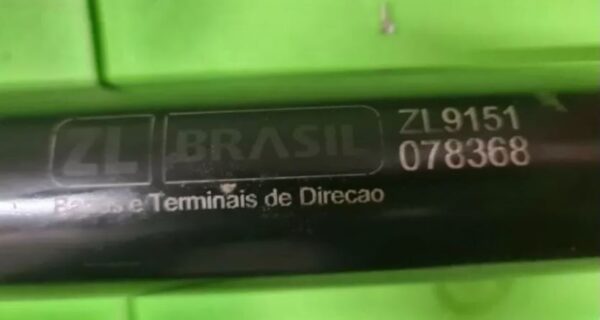 ZL BRASIL ZL9151
078368
e Terminais de Direcao